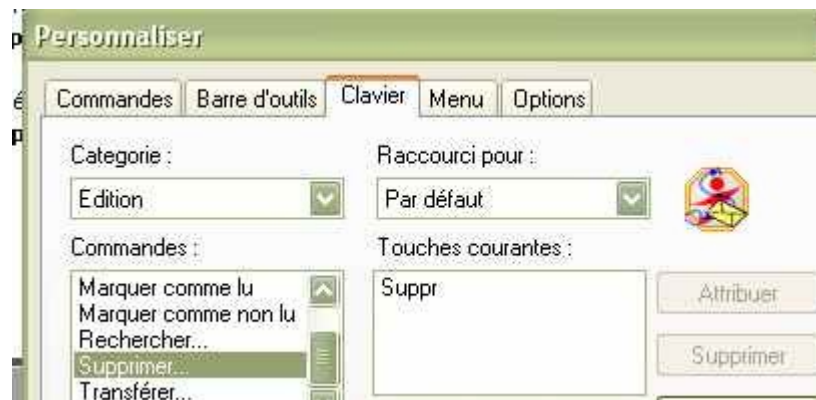 Personnaliser
Commandes Barre d'outils Clavier Menu Options
Categorie : Raccourci pour :
Edition Par défaut
Commandes : Touches courantes :
Marquer comme lu Suppr Attribuer
Marquer comme non lu
Rechercher...
Supprimer... Supprimer
Transférer...